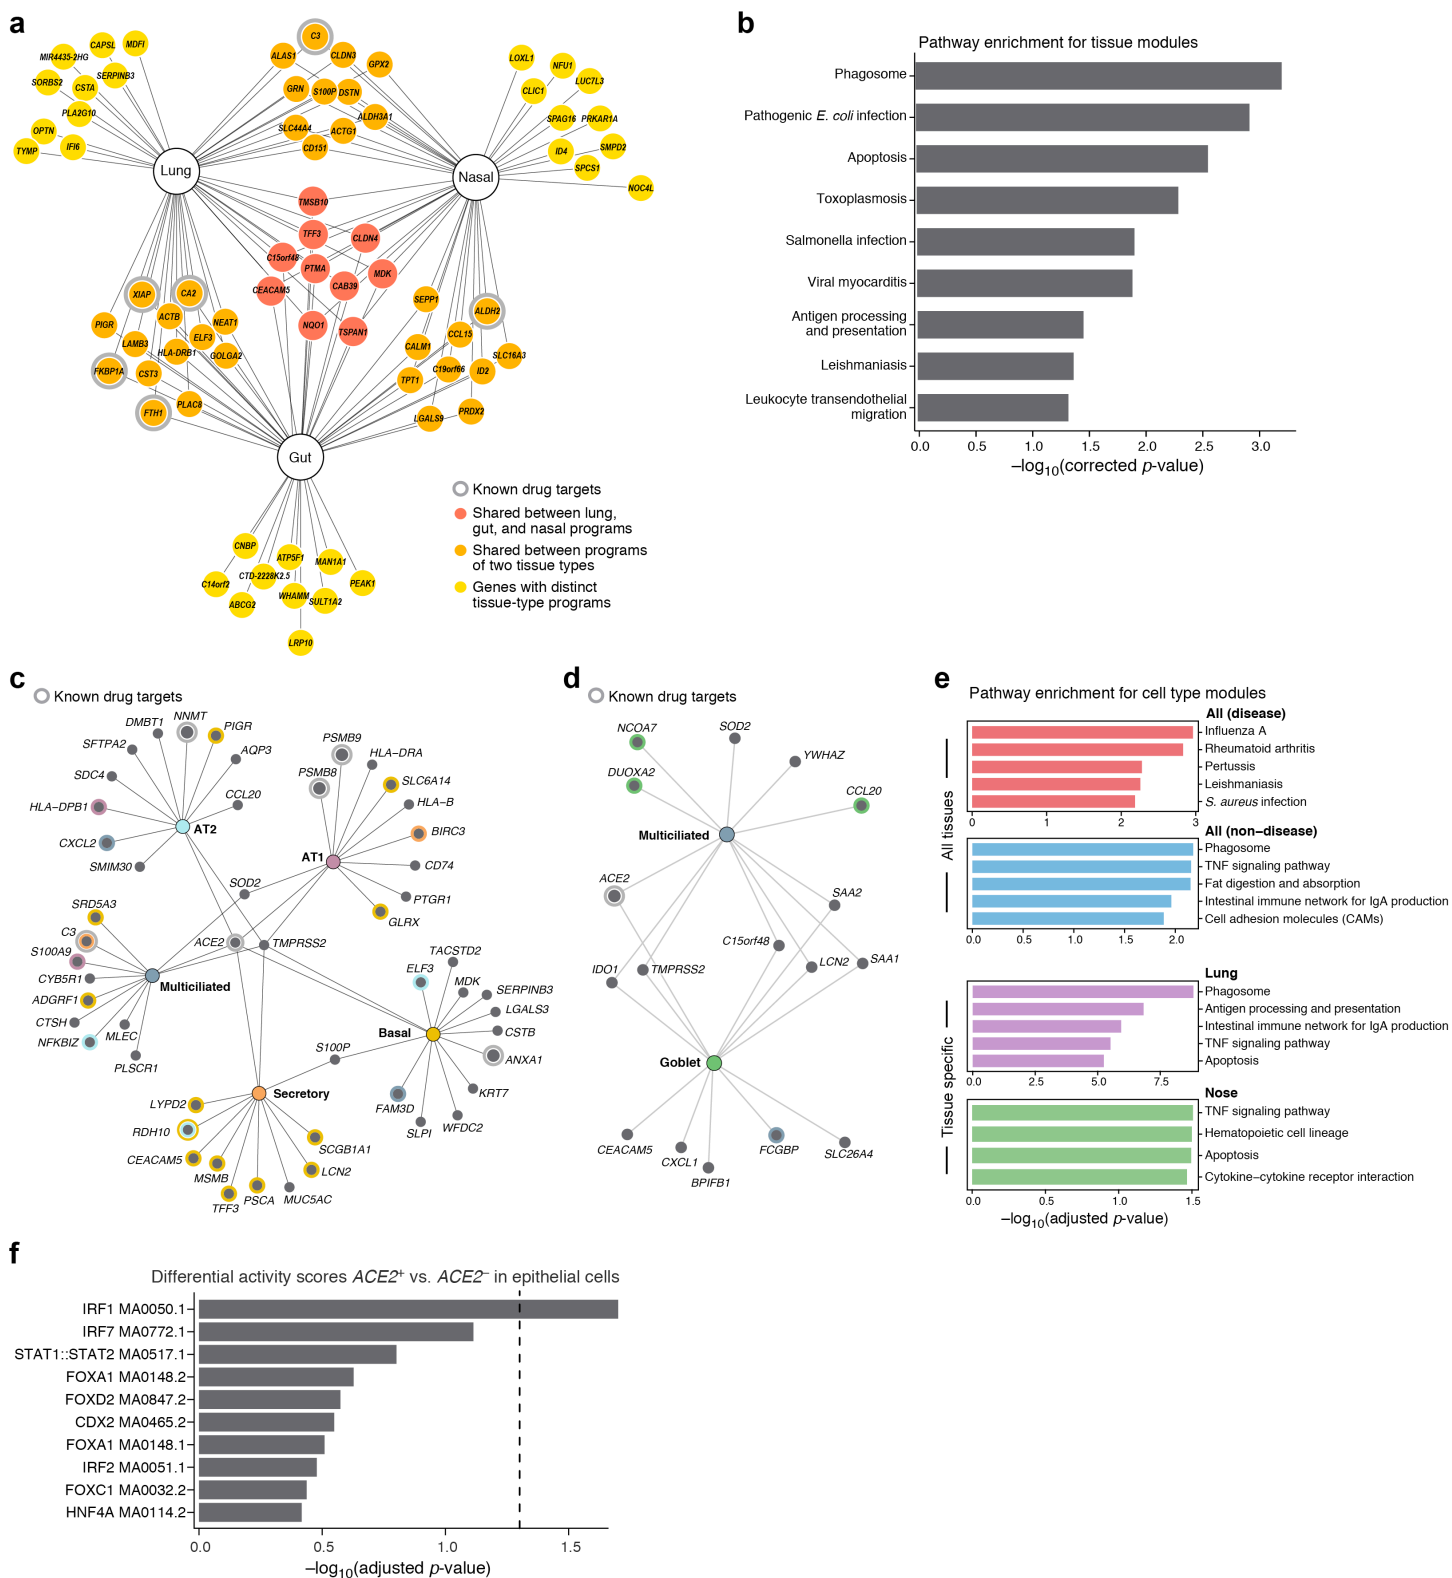 a
MIR4435-2HG
CAPSL
MDFI
SORBS2
CSTA
SERPINB3
PLA2G10
OPTN
TYMP
IFI6
C3
ALAS1
CLDN3
GPX2
GRN
S100P
DSTN
ALDH3A1
SLC44A4
ACTG1
CD151
LOXL1
NFU1
LUC7L3
CLIC1
SPAG16
PRKAR1A
ID4
SMPD2
SPCS1
NOC4L
Lung
Nasal
TMSB10
TFF3
CLDN4
C15orf48
PTMA
MDK
CEACAM5
CAB39
NQO1
TSPAN1
XIAP
CA2
PIGR
ACTB
NEAT1
LAMB3
ELF3
HLA-DRB1
GOLGA2
FKBP1A
CST3
FTH1
PLAC8
SEPP1
ALDH2
CCL15
CALM1
SLC16A3
C19orf66
TPT1
ID2
LGALS9
PRDX2
Gut
CNBP
ATP5F1
MAN1A1
C14orf2
CTD-2228K2.5
PEAK1
ABCG2
WHAMM
SULT1A2
LRP10
Known drug targets
Shared between lung,
gut, and nasal programs
Shared between programs
of two tissue types
Genes with distinct
tissue-type programs
b
Pathway enrichment for tissue modules
Phagosome
Pathogenic E. coli infection
Apoptosis
Toxoplasmosis
Salmonella infection
Viral myocarditis
Antigen processing
and presentation
Leishmaniasis
Leukocyte transendothelial
migration
0.0 0.5 1.0 1.5 2.0 2.5 3.0
–log10(corrected p-value)
c
Known drug targets
NNMT
DMBT1
PIGR
SFTPA2
AQP3
SDC4
CCL20
HLA−DPB1
CXCL2
AT2
SMIM30
PSMB9
HLA−DRA
PSMB8
SLC6A14
HLA−B
BIRC3
AT1
CD74
PTGR1
GLRX
SOD2
SRD5A3
C3
S100A9
CYB5R1
ADGRF1
CTSH
NFKBIZ
MLEC
PLSCR1
Multiciliated
ACE2
TMPRSS2
TACSTD2
ELF3
MDK
SERPINB3
LGALS3
Basal
CSTB
ANXA1
S100P
KRT7
FAM3D
SLPI
WFDC2
Secretory
LYPD2
RDH10
CEACAM5
MSMB
TFF3
PSCA
MUC5AC
LCN2
SCGB1A1
d
Known drug targets
NCOA7
SOD2
YWHAZ
DUOXA2
CCL20
Multiciliated
ACE2
SAA2
C15orf48
IDO1
TMPRSS2
LCN2
SAA1
Goblet
CEACAM5
CXCL1
BPIFB1
FCGBP
SLC26A4
e
Pathway enrichment for cell type modules
All tissues
All (disease)
Influenza A
Rheumatoid arthritis
Pertussis
Leishmaniasis
S. aureus infection
0 1 2 3
All (non−disease)
Phagosome
TNF signaling pathway
Fat digestion and absorption
Intestinal immune network for IgA production
Cell adhesion molecules (CAMs)
0.0 0.5 1.0 1.5 2.0
Tissue specific
Lung
Phagosome
Antigen processing and presentation
Intestinal immune network for IgA production
TNF signaling pathway
Apoptosis
0.0 2.5 5.0 7.5
Nose
TNF signaling pathway
Hematopoietic cell lineage
Apoptosis
Cytokine−cytokine receptor interaction
0.0 0.5 1.0 1.5
–log10(adjusted p-value)
f
Differential activity scores ACE2+ vs. ACE2– in epithelial cells
IRF1 MA0050.1
IRF7 MA0772.1
STAT1::STAT2 MA0517.1
FOXA1 MA0148.2
FOXD2 MA0847.2
CDX2 MA0465.2
FOXA1 MA0148.1
IRF2 MA0051.1
FOXC1 MA0032.2
HNF4A MA0114.2
0.0 0.5 1.0 1.5
–log10(adjusted p-value)